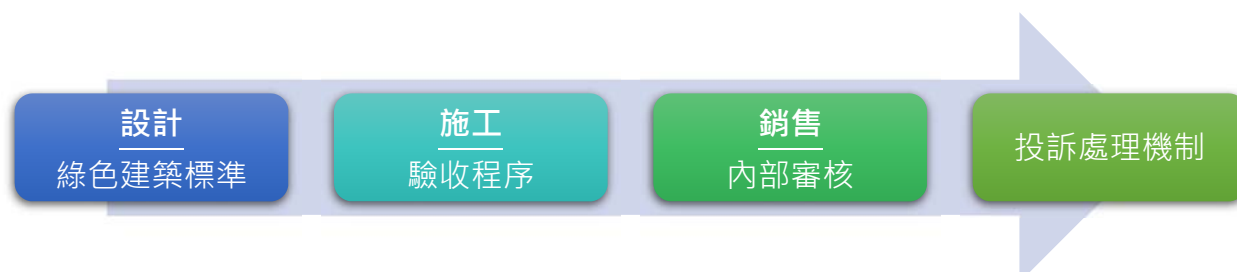 設計
綠色建築標準
施工
驗收程序
銷售
內部審核
投訴處理機制